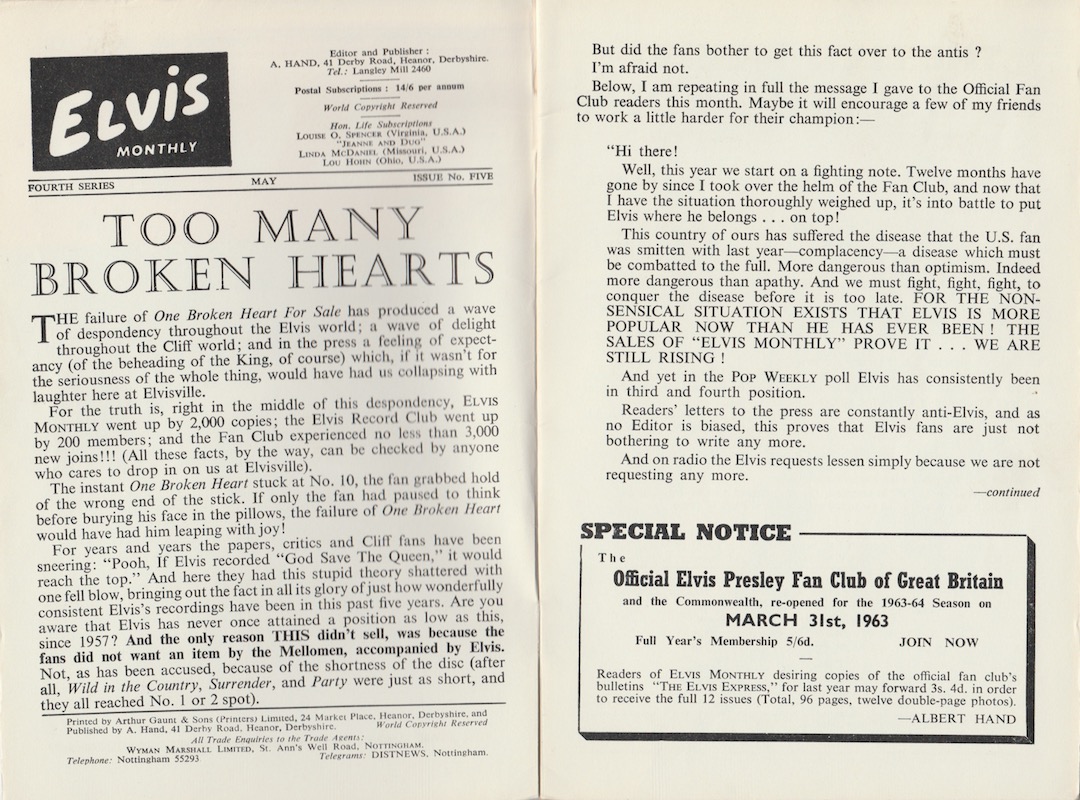 ELVIS
MONTHLY
Editor and Publisher :
A. HAND, 41 Derby Road, Heanor, Derbyshire.
Tel.: Langley Mill 2460
Postal Subscriptions : 14/6 per annum
World Copyright Reserved
Hon. Life Subscriptions
LOUISE O. SPENCER (Virginia, U.S.A.)
"JEANNE AND DUG"
LINDA MCDANIEL (Missouri, U.S.A.)
LOU HOHN (Ohio, U.S.A.)
FOURTH SERIES MAY ISSUE No. FIVE
TOO MANY
BROKEN HEARTS
THE failure of One Broken Heart For Sale has produced a wave
of despondency throughout the Elvis world; a wave of delight
throughout the Cliff world; and in the press a feeling of expect-
ancy (of the beheading of the King, of course) which, if it wasn't for
the seriousness of the whole thing, would have had us collapsing with
laughter here at Elvisville.
For the truth is, right in the middle of this despondency, ELVIS
MONTHLY went up by 2,000 copies; the Elvis Record Club went up
by 200 members; and the Fan Club experienced no less than 3,000
new joins!!! (All these facts, by the way, can be checked by anyone
who cares to drop in on us at Elvisville).
The instant One Broken Heart stuck at No. 10, the fan grabbed hold
of the wrong end of the stick. If only the fan had paused to think
before burying his face in the pillows, the failure of One Broken Heart
would have had him leaping with joy!
For years and years the papers, critics and Cliff fans have been
sneering: "Pooh, If Elvis recorded "God Save The Queen," it would
reach the top." And here they had this stupid theory shattered with
one fell blow, bringing out the fact in all its glory of just how wonderfully
consistent Elvis's recordings have been in this past five years. Are you
aware that Elvis has never once attained a position as low as this,
since 1957? And the only reason THIS didn't sell, was because the
fans did not want an item by the Mellomen, accompanied by Elvis.
Not, as has been accused, because of the shortness of the disc (after
all, Wild in the Country, Surrender, and Party were just as short, and
they all reached No. 1 or 2 spot).
Printed by Arthur Gaunt & Sons (Printers) Limited, 24 Market Place, Heanor, Derbyshire, and
Published by A. Hand, 41 Derby Road, Heanor, Derbyshire. World Copyright Reserved
All Trade Enquiries to the Trade Agents:
WYMAN MARSHALL LIMITED, St. Ann's Well Road, NOTTINGHAM.
Telephone: Nottingham 55293 Telegrams: DISTNEWS, Nottingham.
But did the fans bother to get this fact over to the antis ?
I'm afraid not.
Below, I am repeating in full the message I gave to the Official Fan
Club readers this month. Maybe it will encourage a few of my friends
to work a little harder for their champion:—
"Hi there!
Well, this year we start on a fighting note. Twelve months have
gone by since I took over the helm of the Fan Club, and now that
I have the situation thoroughly weighed up, it's into battle to put
Elvis where he belongs . . . on top!
This country of ours has suffered the disease that the U.S. fan
was smitten with last year—complacency—a disease which must
be combatted to the full. More dangerous than optimism. Indeed
more dangerous than apathy. And we must fight, fight, fight, to
conquer the disease before it is too late. FOR THE NON-
SENSICAL SITUATION EXISTS THAT ELVIS IS MORE
POPULAR NOW THAN HE HAS EVER BEEN ! THE
SALES OF "ELVIS MONTHLY" PROVE IT . . . WE ARE
STILL RISING !
And yet in the POP WEEKLY poll Elvis has consistently been
in third and fourth position.
Readers' letters to the press are constantly anti-Elvis, and as
no Editor is biased, this proves that Elvis fans are just not
bothering to write any more.
And on radio the Elvis requests lessen simply because we are not
requesting any more.
—continued
SPECIAL NOTICE
The
Official Elvis Presley Fan Club of Great Britain
and the Commonwealth, re-opened for the 1963-64 Season on
MARCH 31st, 1963
Full Year's Membership 5/6d. JOIN NOW
Readers of ELVIS MONTHLY desiring copies of the official fan club's
bulletins "THE ELVIS EXPRESS," for last year may forward 3s. 4d. in order
to receive the full 12 issues (Total, 96 pages, twelve double-page photos).
—ALBERT HAND